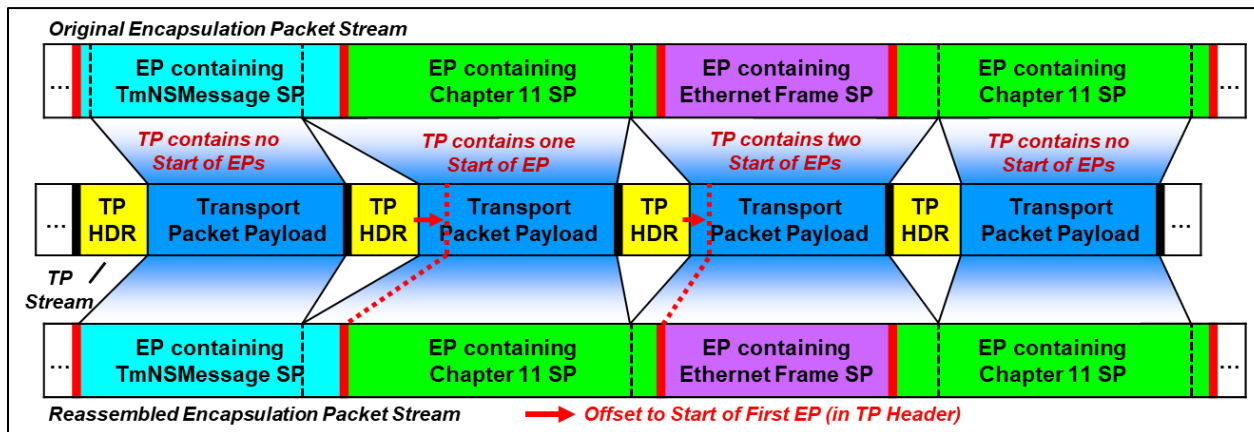 Original Encapsulation Packet Stream
...
EP containing
TmNSMessage SP
EP containing
Chapter 11 SP
EP containing
Ethernet Frame SP
EP containing
Chapter 11 SP
...
TP contains no
Start of EPs
TP contains one
Start of EP
TP contains two
Start of EPs
TP contains no
Start of EPs
...
TP
HDR
Transport
Packet Payload
TP
HDR
Transport
Packet Payload
TP
HDR
Transport
Packet Payload
TP
HDR
Transport
Packet Payload
...
TP
Stream
...
EP containing
TmNSMessage SP
EP containing
Chapter 11 SP
EP containing
Ethernet Frame SP
EP containing
Chapter 11 SP
...
Reassembled Encapsulation Packet Stream
Offset to Start of First EP (in TP Header)